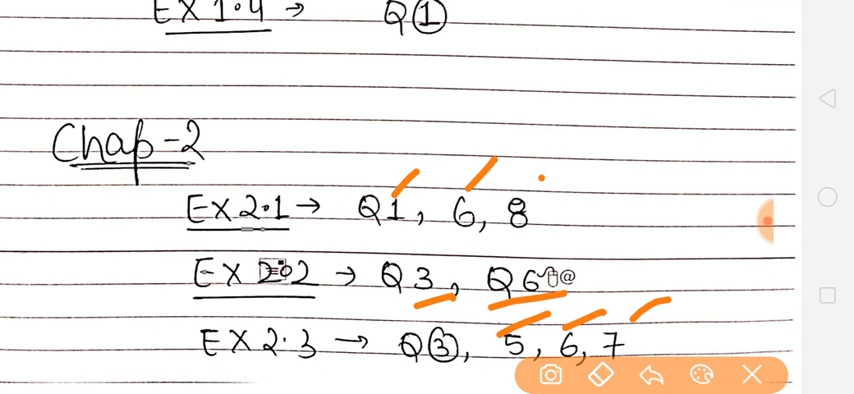 EX 1.4 → Q①
Chap-2
EX 2.1 → Q1, 6, 8
EX 2.2 → Q3, Q6
EX 2.3 → Q③, 5, 6, 7